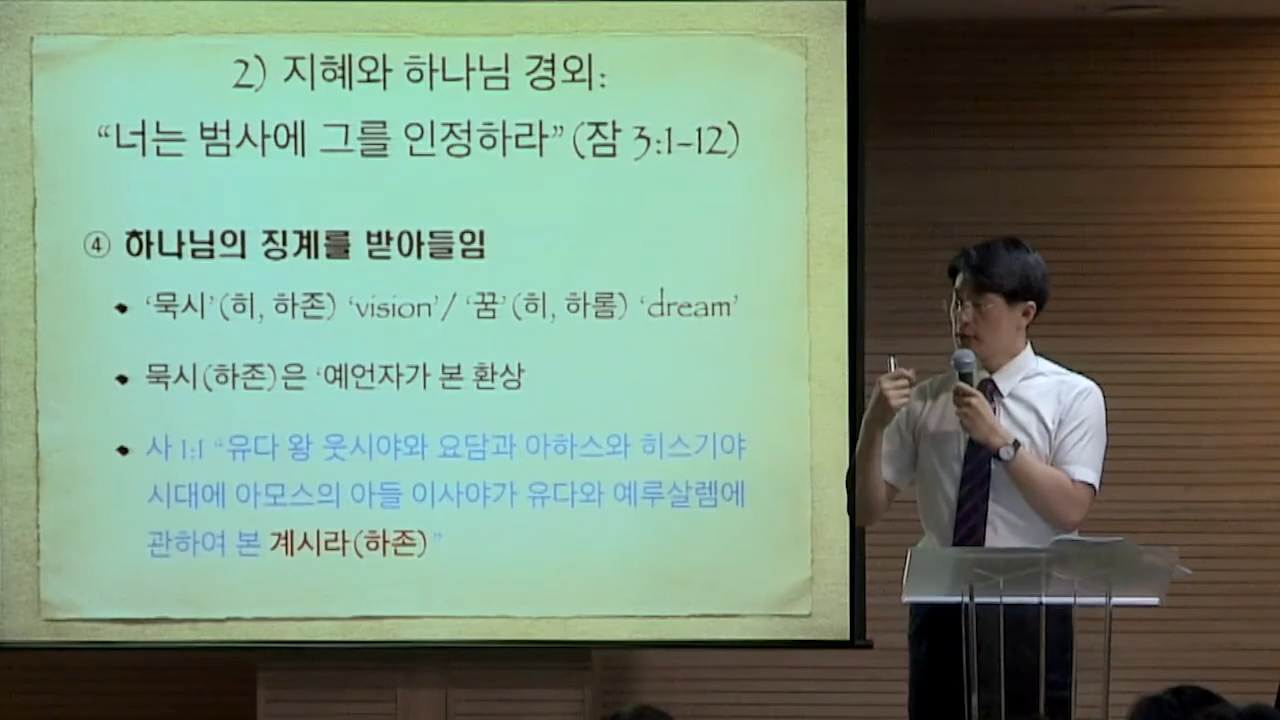 2) 지혜와 하나님 경외:
“너는 범사에 그를 인정하라” (잠 3:1-12)
④ 하나님의 징계를 받아들임
• ‘묵시’ (히, 하존) ‘vision’ / ‘꿈’ (히, 하롬) ‘dream’
• 묵시(하존)은 ‘예언자가 본 환상
• 사 1:1 “유다 왕 웃시야와 요담과 아하스와 히스기야
시대에 아모스의 아들 이사야가 유다와 예루살렘에
관하여 본 계시라(하존)”